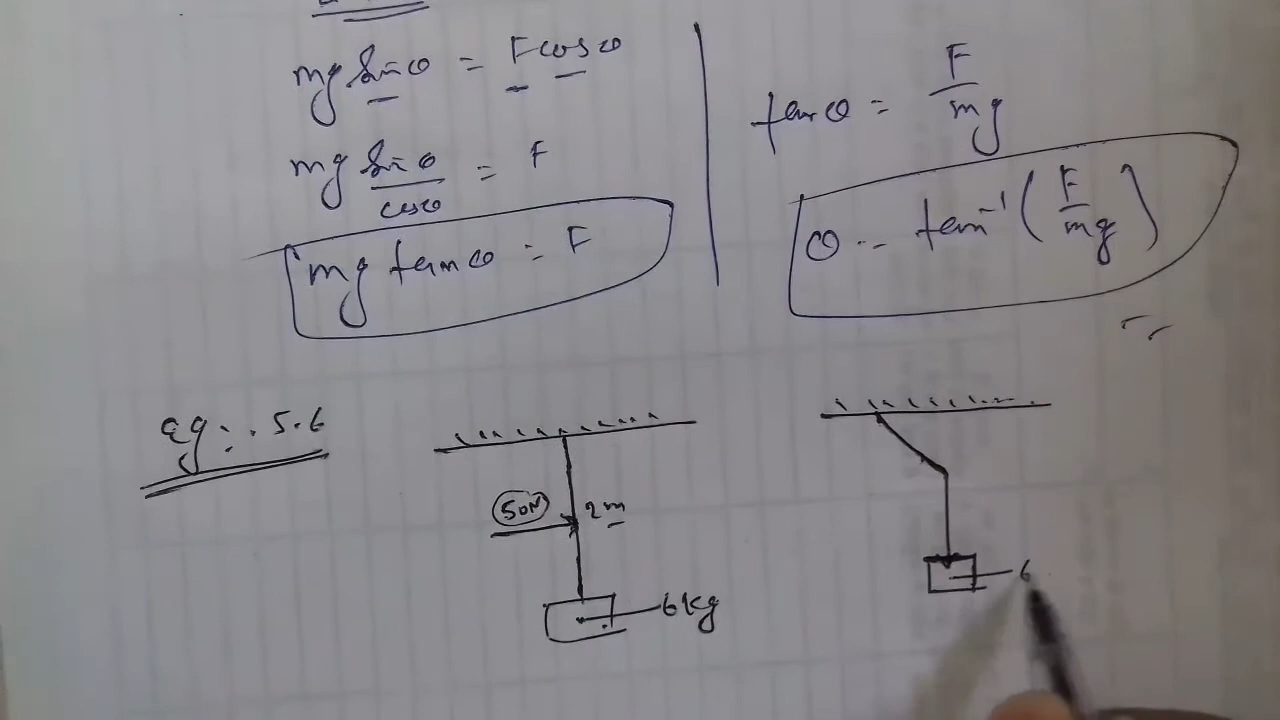 mg sinθ = F cosθ
mg sinθ/cosθ = F
mg tanθ = F
tanθ = F/mg
θ = tan⁻¹(F/mg)
eg:. 5.6
50N
2m
6kg
6